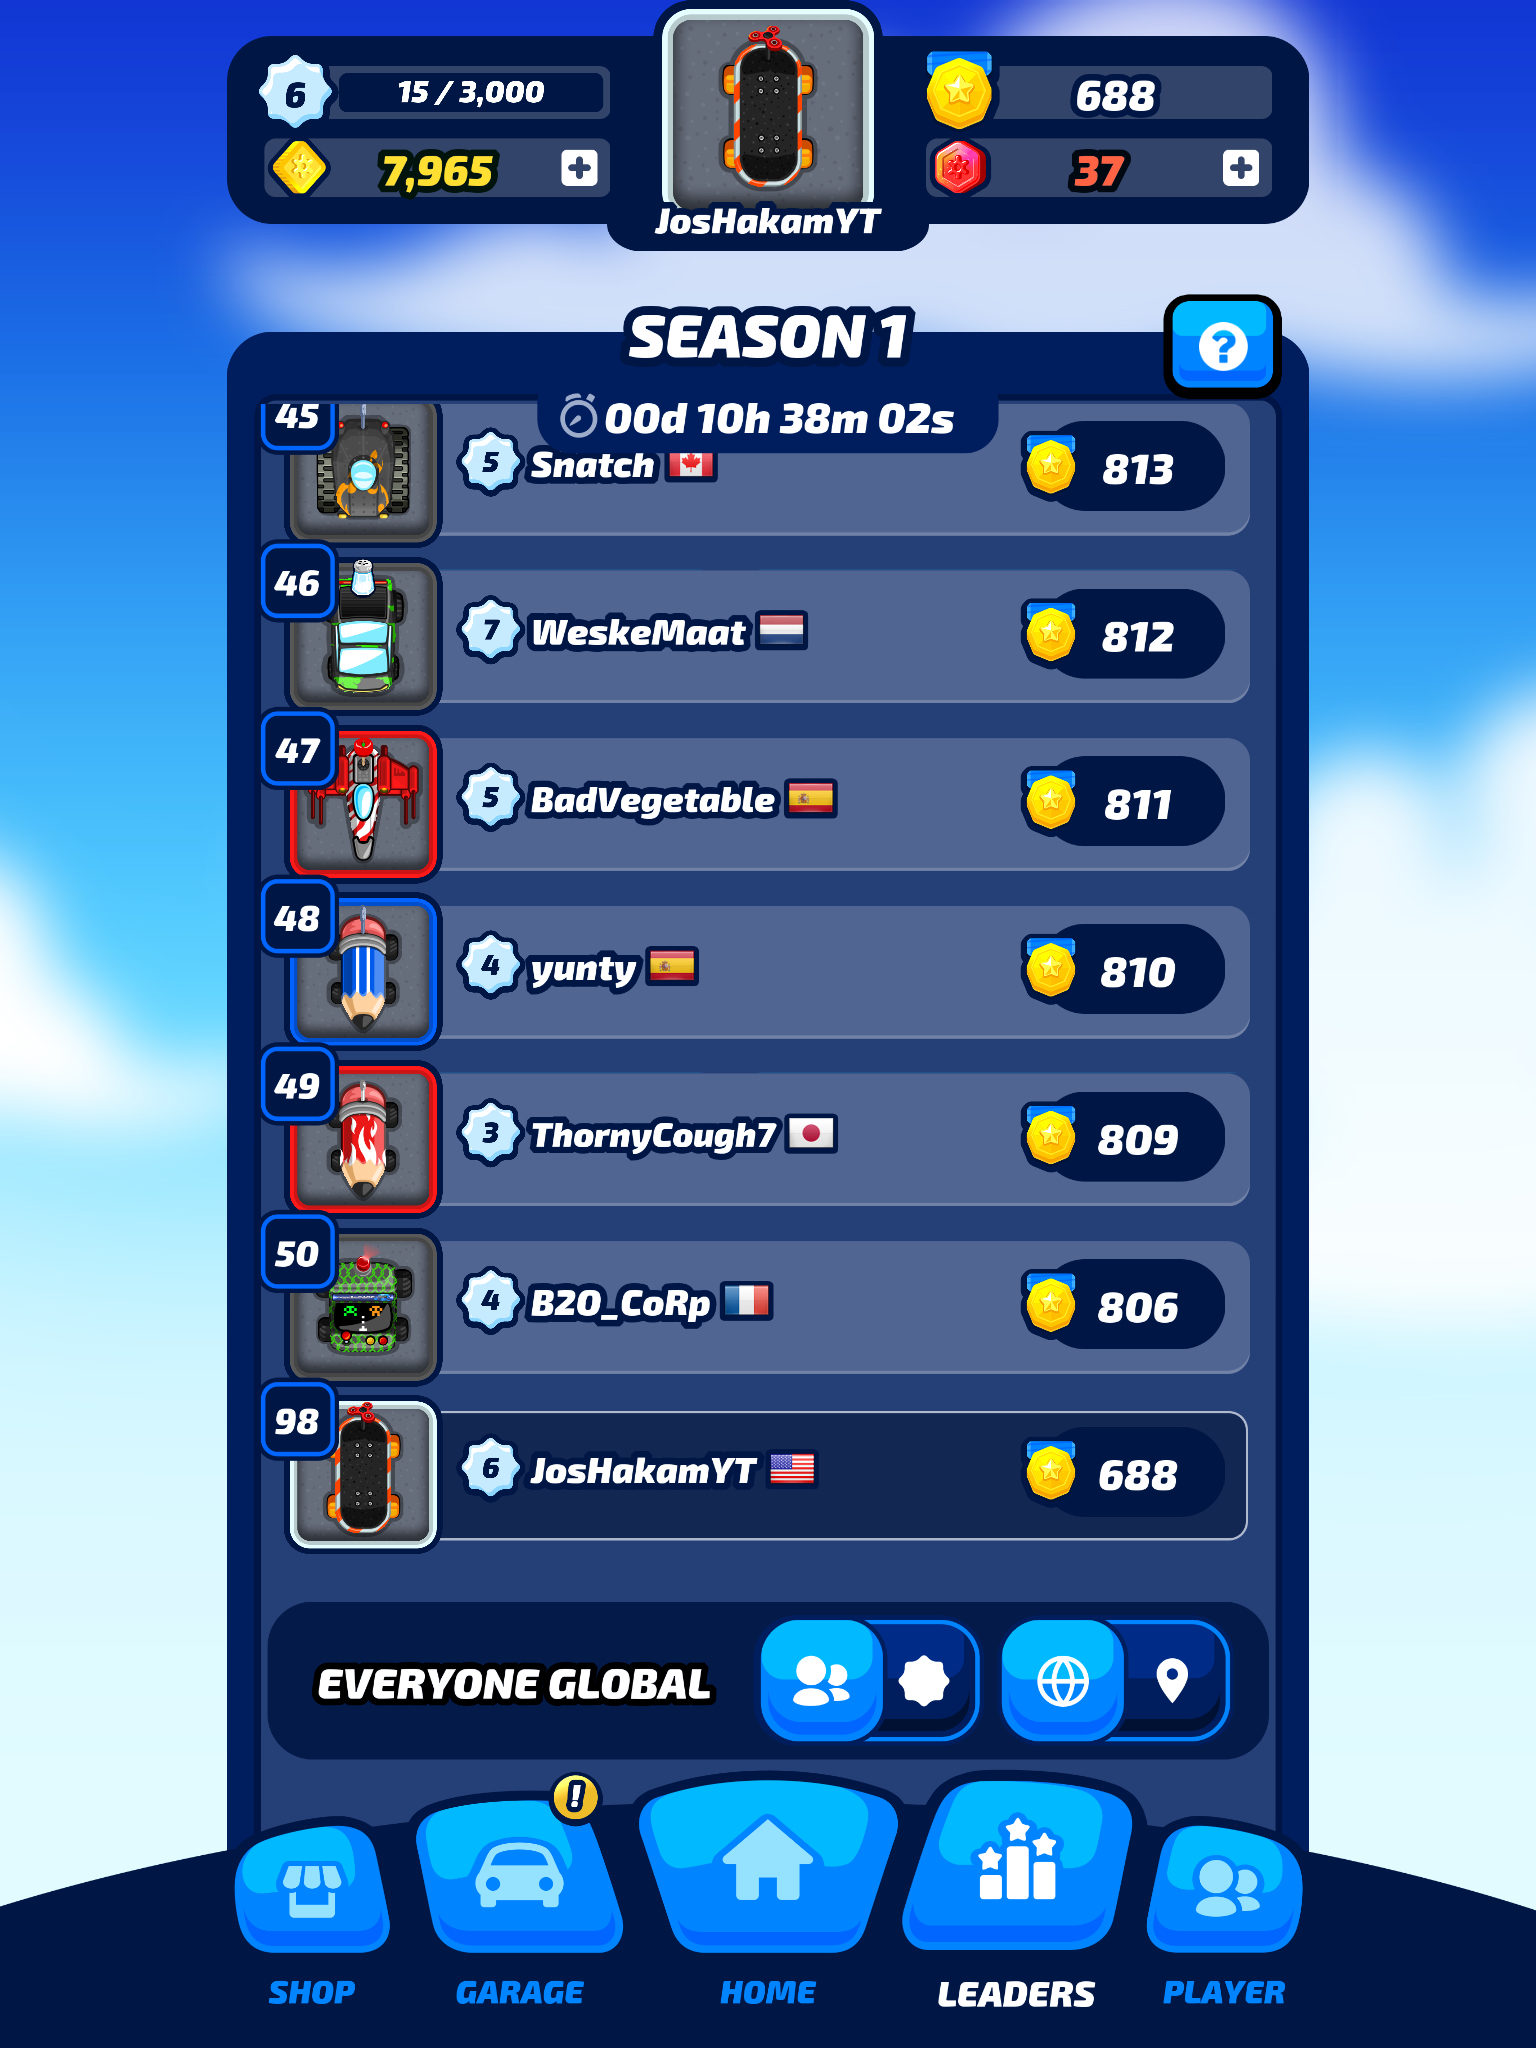 6 15 / 3,000 688
7,965 + 37 +
JosHakamYT
SEASON 1 ?
00d 10h 38m 02s
45 5 Snatch 813
46 7 WeskeMaat 812
47 5 BadVegetable 811
48 4 yunty 810
49 3 ThornyCough7 809
50 4 B2O_CoRp 806
98 6 JosHakamYT 688
EVERYONE GLOBAL
!
SHOP GARAGE HOME LEADERS PLAYER